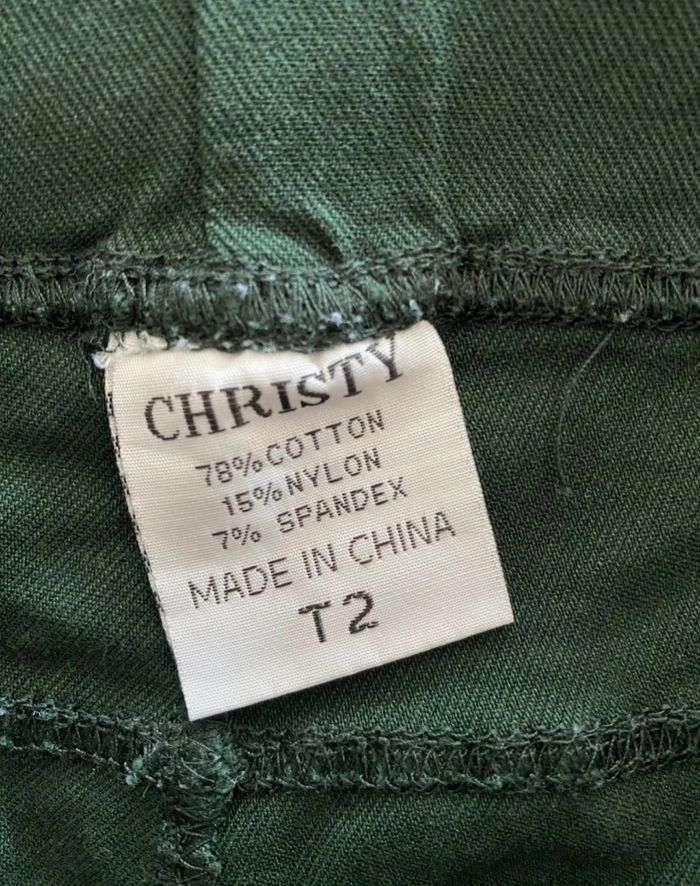 CHRISTY
78% COTTON
15% NYLON
7% SPANDEX
MADE IN CHINA
T2